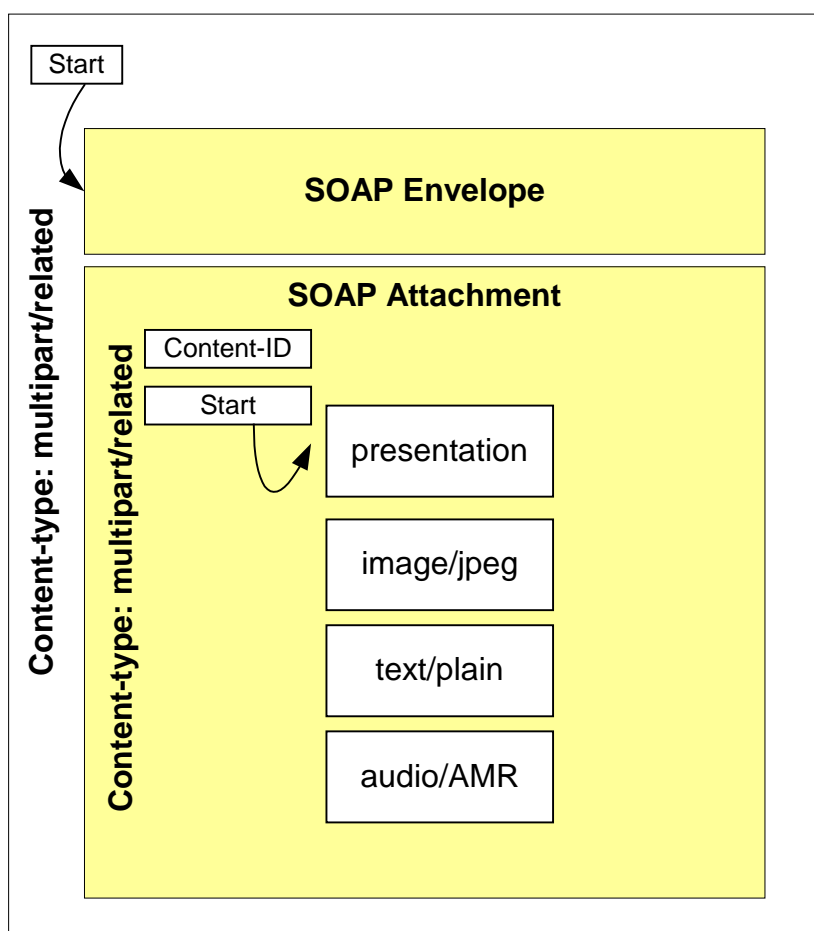 Start
SOAP Envelope
Content-type: multipart/related
SOAP Attachment
Content-ID
Start
Content-type: multipart/related
presentation
image/jpeg
text/plain
audio/AMR